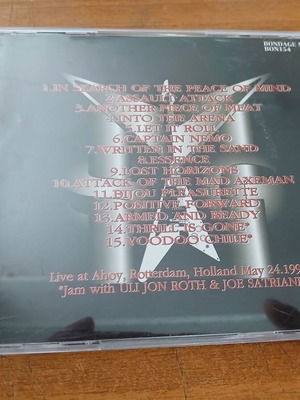 BONDAGE
BON154
1.IN SEARCH OF THE PEACE OF MIND
2.ASSAULT ATTACK
3.ANOTHER PIECE OF MEAT
4.INTO THE ARENA
5.LET IT ROLL
6.CAPTAIN NEMO
7.WRITTEN IN THE SAND
8.ESSENCE
9.LOST HORIZONS
10.ATTACK OF THE MAD AXEMAN
11.BIJOU PLEASURETTE
12.POSITIVE FORWARD
13.ARMED AND READY
14.THRILL IS GONE*
15.VOODOO CHILE*
Live at Ahoy, Rotterdam, Holland May 24.199
*Jam with ULI JON ROTH & JOE SATRIANI